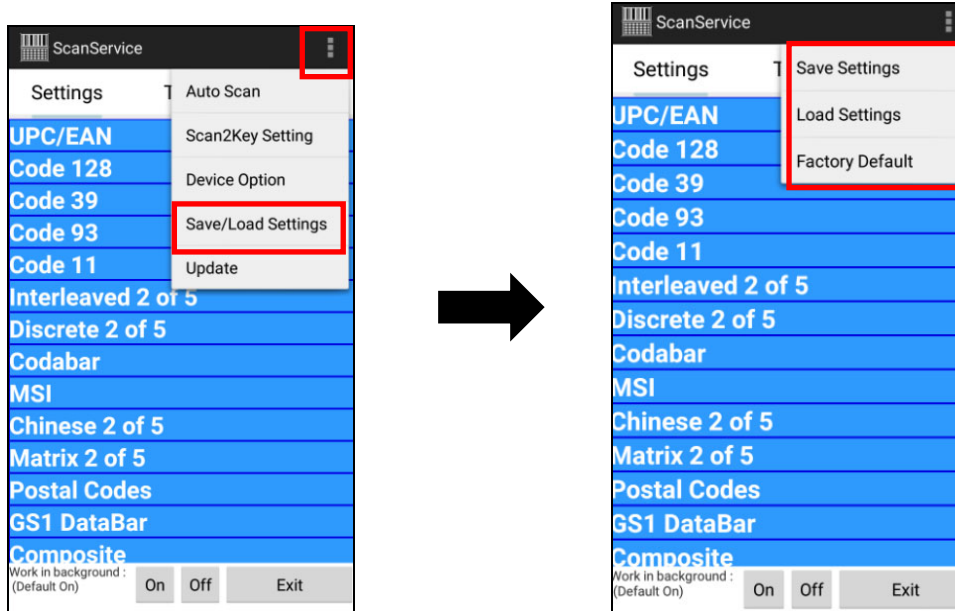 ScanService
Settings T
Auto Scan
Scan2Key Setting
Device Option
Save/Load Settings
Update
UPC/EAN
Code 128
Code 39
Code 93
Code 11
Interleaved 2 of 5
Discrete 2 of 5
Codabar
MSI
Chinese 2 of 5
Matrix 2 of 5
Postal Codes
GS1 DataBar
Composite
Work in background :
(Default On)
On Off Exit
ScanService
Settings T
Save Settings
Load Settings
Factory Default
UPC/EAN
Code 128
Code 39
Code 93
Code 11
Interleaved 2 of 5
Discrete 2 of 5
Codabar
MSI
Chinese 2 of 5
Matrix 2 of 5
Postal Codes
GS1 DataBar
Composite
Work in background :
(Default On)
On Off Exit